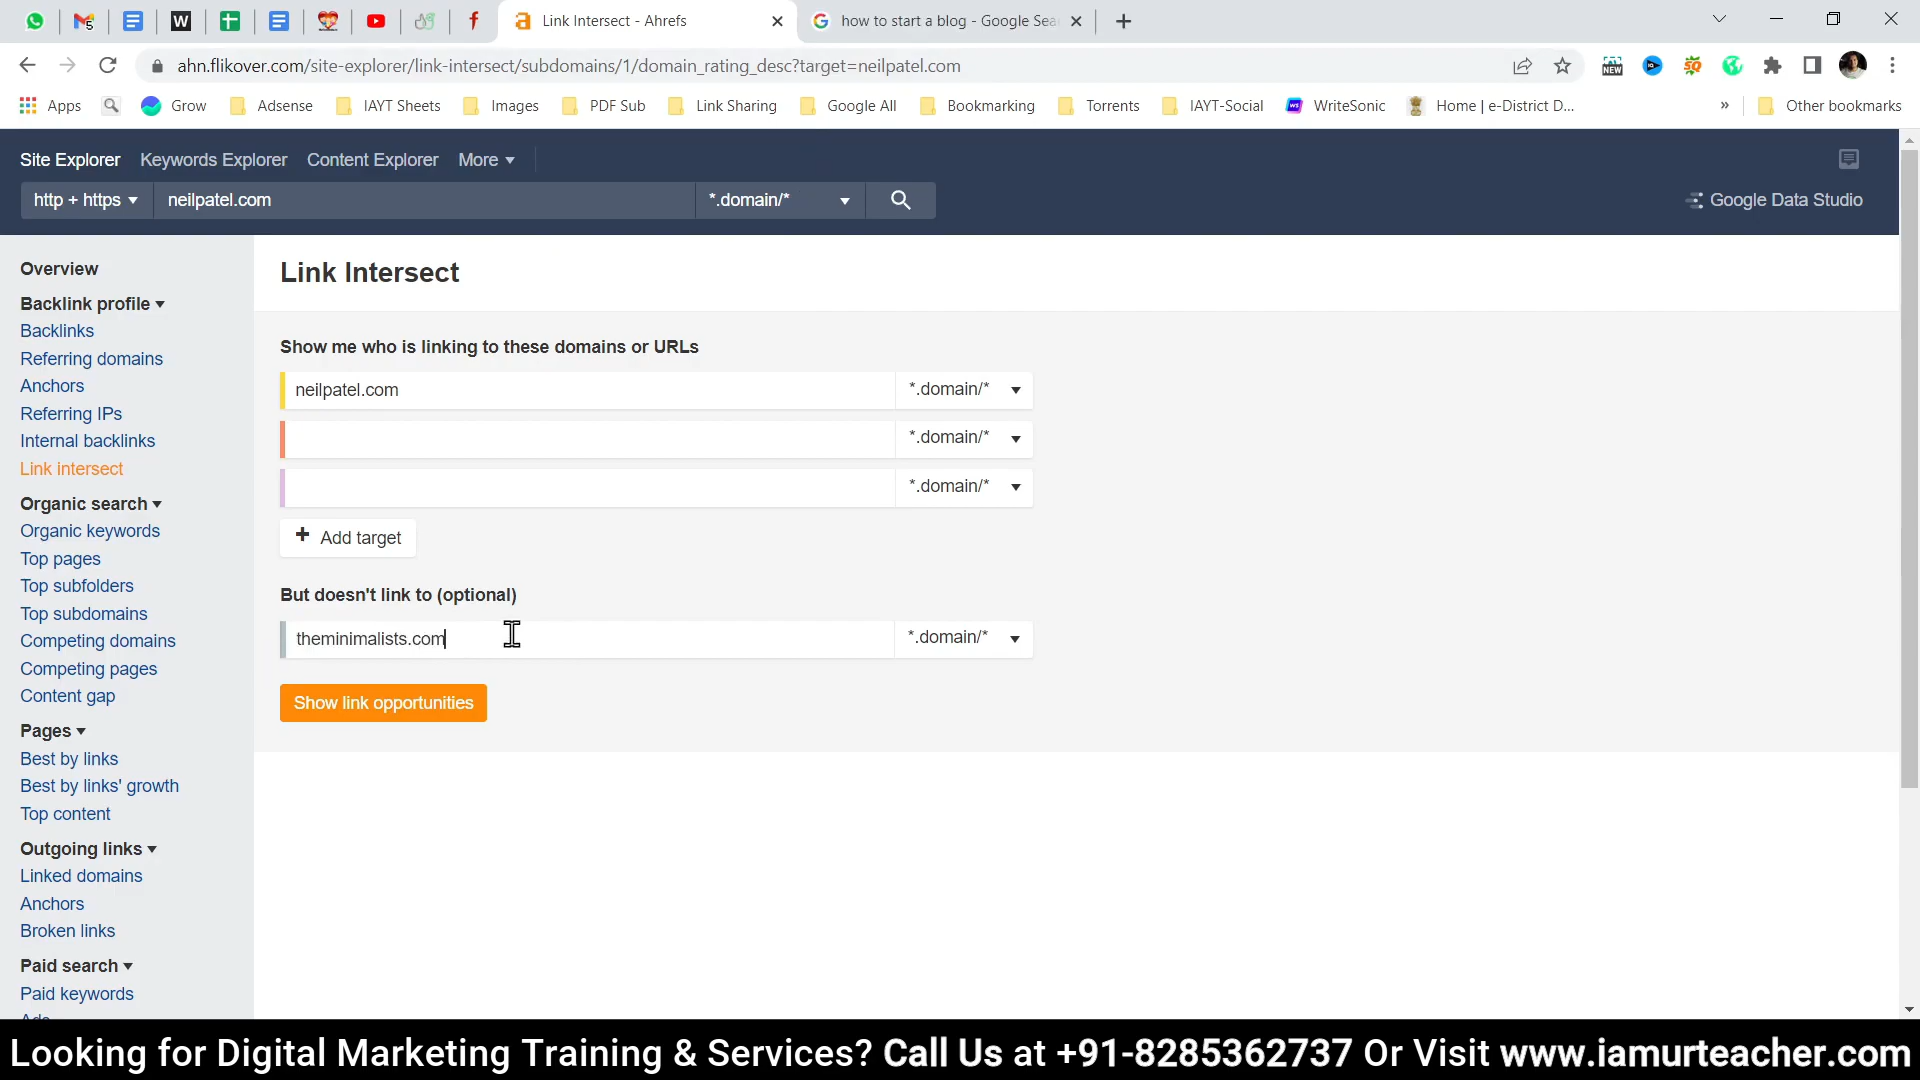 Link Intersect - Ahrefs
how to start a blog - Google Sea
ahn.flikover.com/site-explorer/link-intersect/subdomains/1/domain_rating_desc?target=neilpatel.com
Apps
Grow
Adsense
IAYT Sheets
Images
PDF Sub
Link Sharing
Google All
Bookmarking
Torrents
IAYT-Social
WriteSonic
Home | e-District D...
»
Other bookmarks
Site Explorer
Keywords Explorer
Content Explorer
More
http + https
neilpatel.com
*.domain/*
Google Data Studio
Overview
Backlink profile
Backlinks
Referring domains
Anchors
Referring IPs
Internal backlinks
Link intersect
Organic search
Organic keywords
Top pages
Top subfolders
Top subdomains
Competing domains
Competing pages
Content gap
Pages
Best by links
Best by links' growth
Top content
Outgoing links
Linked domains
Anchors
Broken links
Paid search
Paid keywords
Link Intersect
Show me who is linking to these domains or URLs
neilpatel.com *.domain/*
*.domain/*
*.domain/*
+ Add target
But doesn't link to (optional)
theminimalists.com *.domain/*
Show link opportunities
Looking for Digital Marketing Training & Services? Call Us at +91-8285362737 Or Visit www.iamurteacher.com